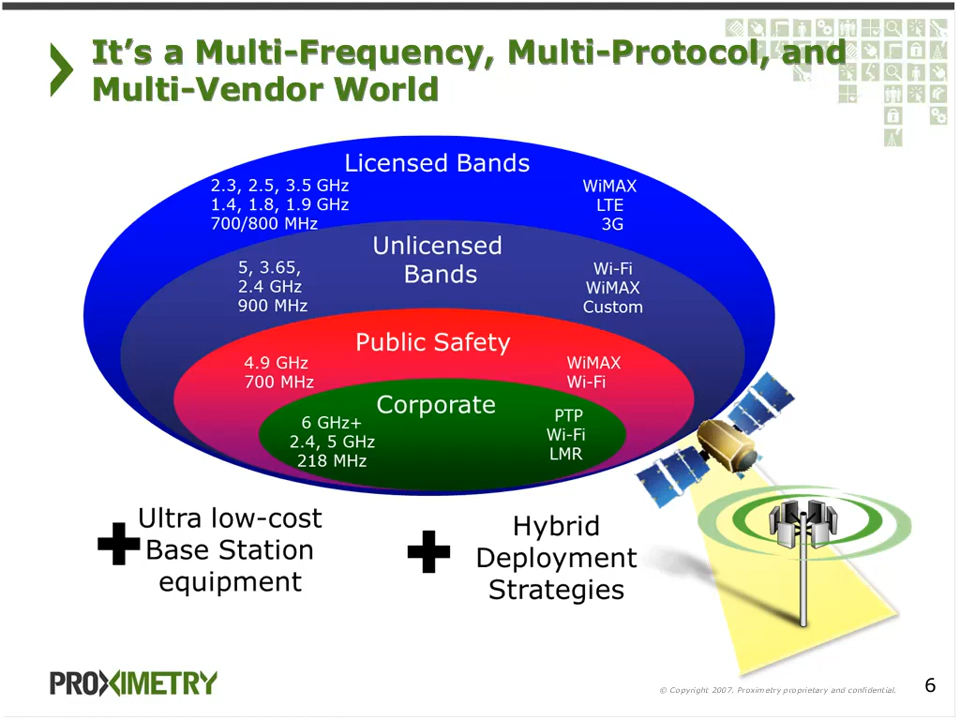 It's a Multi-Frequency, Multi-Protocol, and
Multi-Vendor World
Licensed Bands
2.3, 2.5, 3.5 GHz
1.4, 1.8, 1.9 GHz
700/800 MHz
WiMAX
LTE
3G
Unlicensed
Bands
5, 3.65,
2.4 GHz
900 MHz
Wi-Fi
WiMAX
Custom
Public Safety
4.9 GHz
700 MHz
WiMAX
Wi-Fi
Corporate
6 GHz+
2.4, 5 GHz
218 MHz
PTP
Wi-Fi
LMR
Ultra low-cost
Base Station
equipment
Hybrid
Deployment
Strategies
PROXIMETRY
© Copyright 2007. Proximetry proprietary and confidential.
6